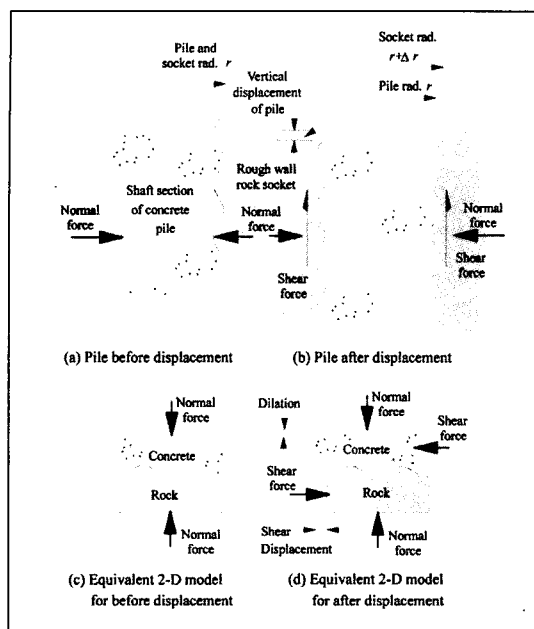 Pile and
socket rad. r
Vertical
displacement
of pile
Socket rad.
r+Δ r
Pile rad. r
Rough wall
rock socket
Shaft section
of concrete
pile
Normal
force
Normal
force
Shear
force
Normal
force
Shear
force
(a) Pile before displacement
(b) Pile after displacement
Normal
force
Concrete
Rock
Normal
force
Dilation
Normal
force
Shear
force
Concrete
Shear
force
Rock
Shear
Displacement
Normal
force
(c) Equivalent 2-D model
for before displacement
(d) Equivalent 2-D model
for after displacement